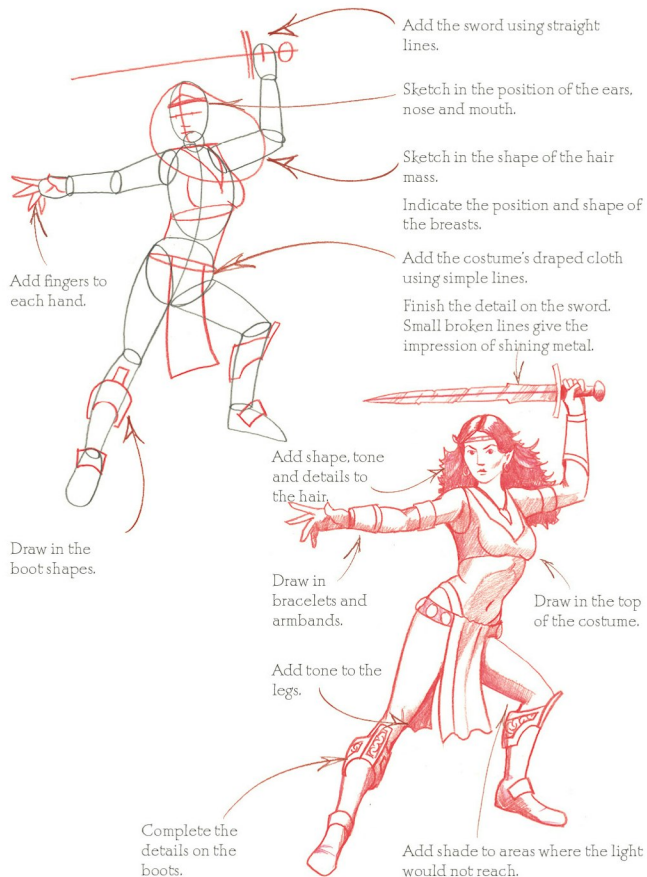 Add the sword using straight
lines.
Sketch in the position of the ears,
nose and mouth.
Sketch in the shape of the hair
mass.
Indicate the position and shape of
the breasts.
Add the costume's draped cloth
using simple lines.
Add fingers to
each hand.
Finish the detail on the sword.
Small broken lines give the
impression of shining metal.
Add shape, tone
and details to
the hair.
Draw in the
boot shapes.
Draw in
bracelets and
armbands.
Draw in the top
of the costume.
Add tone to the
legs.
Complete the
details on the
boots.
Add shade to areas where the light
would not reach.